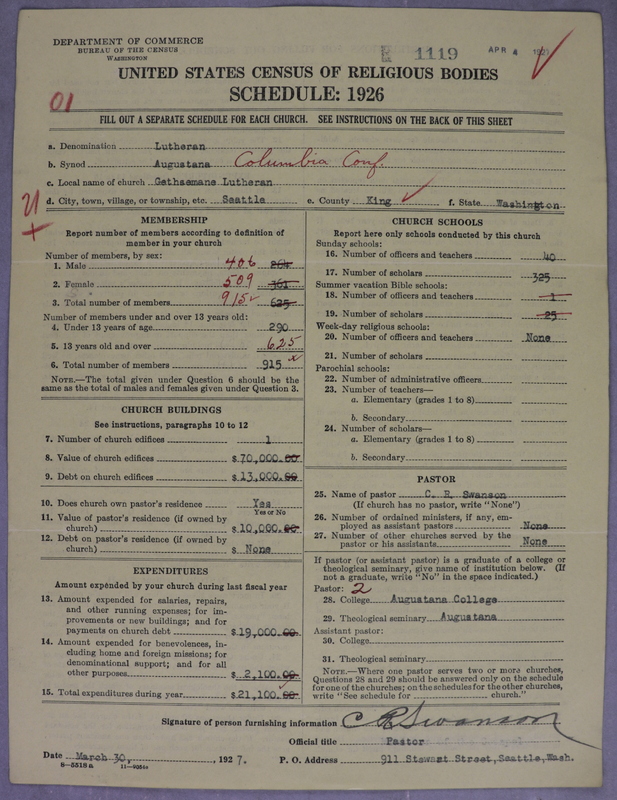 DEPARTMENT OF COMMERCE
BUREAU OF THE CENSUS
WASHINGTON
E 1119 APR 4 192
UNITED STATES CENSUS OF RELIGIOUS BODIES
SCHEDULE: 1926
01
FILL OUT A SEPARATE SCHEDULE FOR EACH CHURCH. SEE INSTRUCTIONS ON THE BACK OF THIS SHEET
a. Denomination Lutheran
b. Synod Augustana Columbia Conf.
c. Local name of church Gethsemane Lutheran
d. City, town, village, or township, etc. Seattle e. County King f. State Washington
MEMBERSHIP
Report number of members according to definition of
member in your church
Number of members, by sex:
1. Male 406 264
2. Female 509 361
3. Total number of members 915 625
Number of members under and over 13 years old:
4. Under 13 years of age 290
5. 13 years old and over 625
6. Total number of members 915
NOTE.—The total given under Question 6 should be the
same as the total of males and females given under Question 3.
CHURCH BUILDINGS
See instructions, paragraphs 10 to 12
7. Number of church edifices 1
8. Value of church edifices $70,000.00
9. Debt on church edifices $13,000.00
10. Does church own pastor's residence Yes
Yes or No
11. Value of pastor's residence (if owned by
church) $10,000.00
12. Debt on pastor's residence (if owned by
church) $ None
EXPENDITURES
Amount expended by your church during last fiscal year
13. Amount expended for salaries, repairs,
and other running expenses; for im-
provements or new buildings; and for
payments on church debt $19,000.00
14. Amount expended for benevolences, in-
cluding home and foreign missions; for
denominational support; and for all
other purposes $ 2,100.00
15. Total expenditures during year $21,100.00
CHURCH SCHOOLS
Report here only schools conducted by this church
Sunday schools:
16. Number of officers and teachers 40
17. Number of scholars 325
Summer vacation Bible schools:
18. Number of officers and teachers 1
19. Number of scholars 25
Week-day religious schools:
20. Number of officers and teachers None
21. Number of scholars
Parochial schools:
22. Number of administrative officers
23. Number of teachers—
a. Elementary (grades 1 to 8)
b. Secondary
24. Number of scholars—
a. Elementary (grades 1 to 8)
b. Secondary
PASTOR
25. Name of pastor C. R. Swanson
(If church has no pastor, write "None")
26. Number of ordained ministers, if any, em-
ployed as assistant pastors None
27. Number of other churches served by the
pastor or his assistants None
If pastor (or assistant pastor) is a graduate of a college or
theological seminary, give name of institution below. (If
not a graduate, write "No" in the space indicated.)
Pastor: 2
28. College Augustana College
29. Theological seminary Augustana
Assistant pastor:
30. College
31. Theological seminary
NOTE.—Where one pastor serves two or more churches,
Questions 28 and 29 should be answered only on the schedule
for one of the churches; on the schedules for the other churches,
write "See schedule for church."
Signature of person furnishing information C R Swanson
Official title Pastor
Date March 30, 1927. P. O. Address 911 Stewart Street, Seattle, Wash.
8-5518a